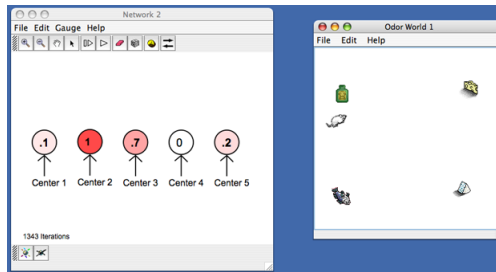 Network 2
File Edit Gauge Help
.1 1 .7 0 .2
Center 1 Center 2 Center 3 Center 4 Center 5
1343 Iterations
Odor World 1
File Edit Help